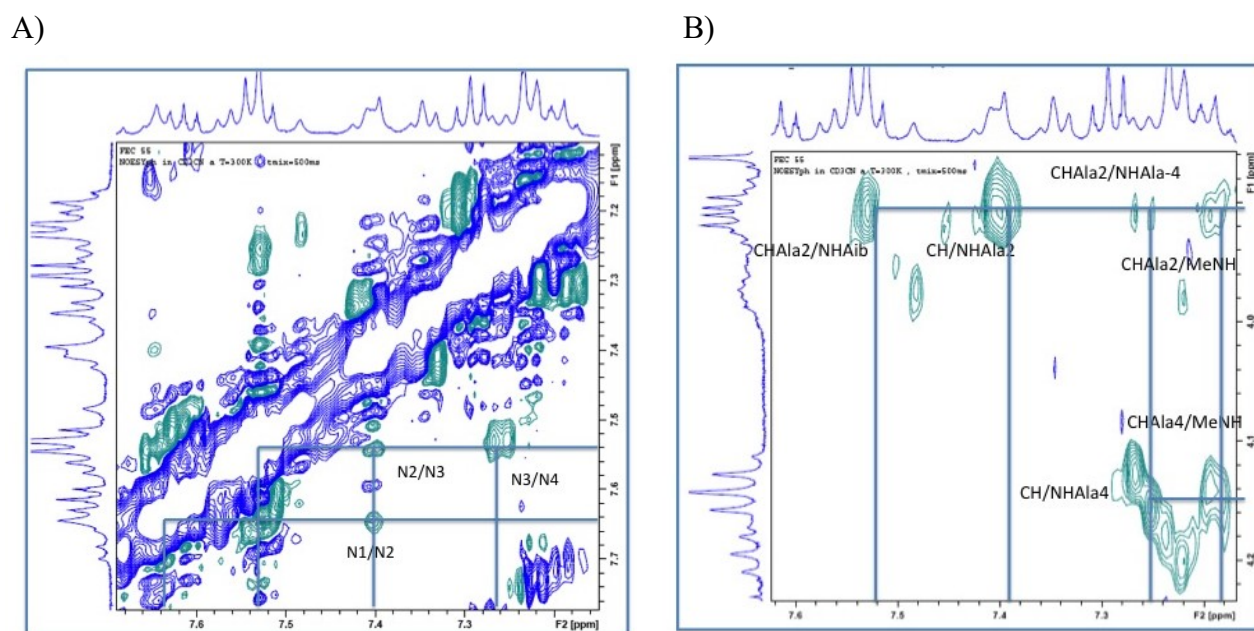 A)
B)
FEC 55
NOESYph in CD3CN a T=300K tmix=500ms
F1 [ppm]
7.2
7.3
7.4
7.5
7.6
7.7
N2/N3
N3/N4
N1/N2
7.6
7.5
7.4
7.3
F2 [ppm]
FEC 55
NOESYph in CD3CN a T=300K , tmix=500ms
CHAla2/NHAla-4
CHAla2/NHAib
CH/NHAla2
CHAla2/MeNH
CHAla4/MeNH
CH/NHAla4
F1 [ppm]
4.0
4.2
7.6
7.5
7.4
7.3
F2 [ppm]